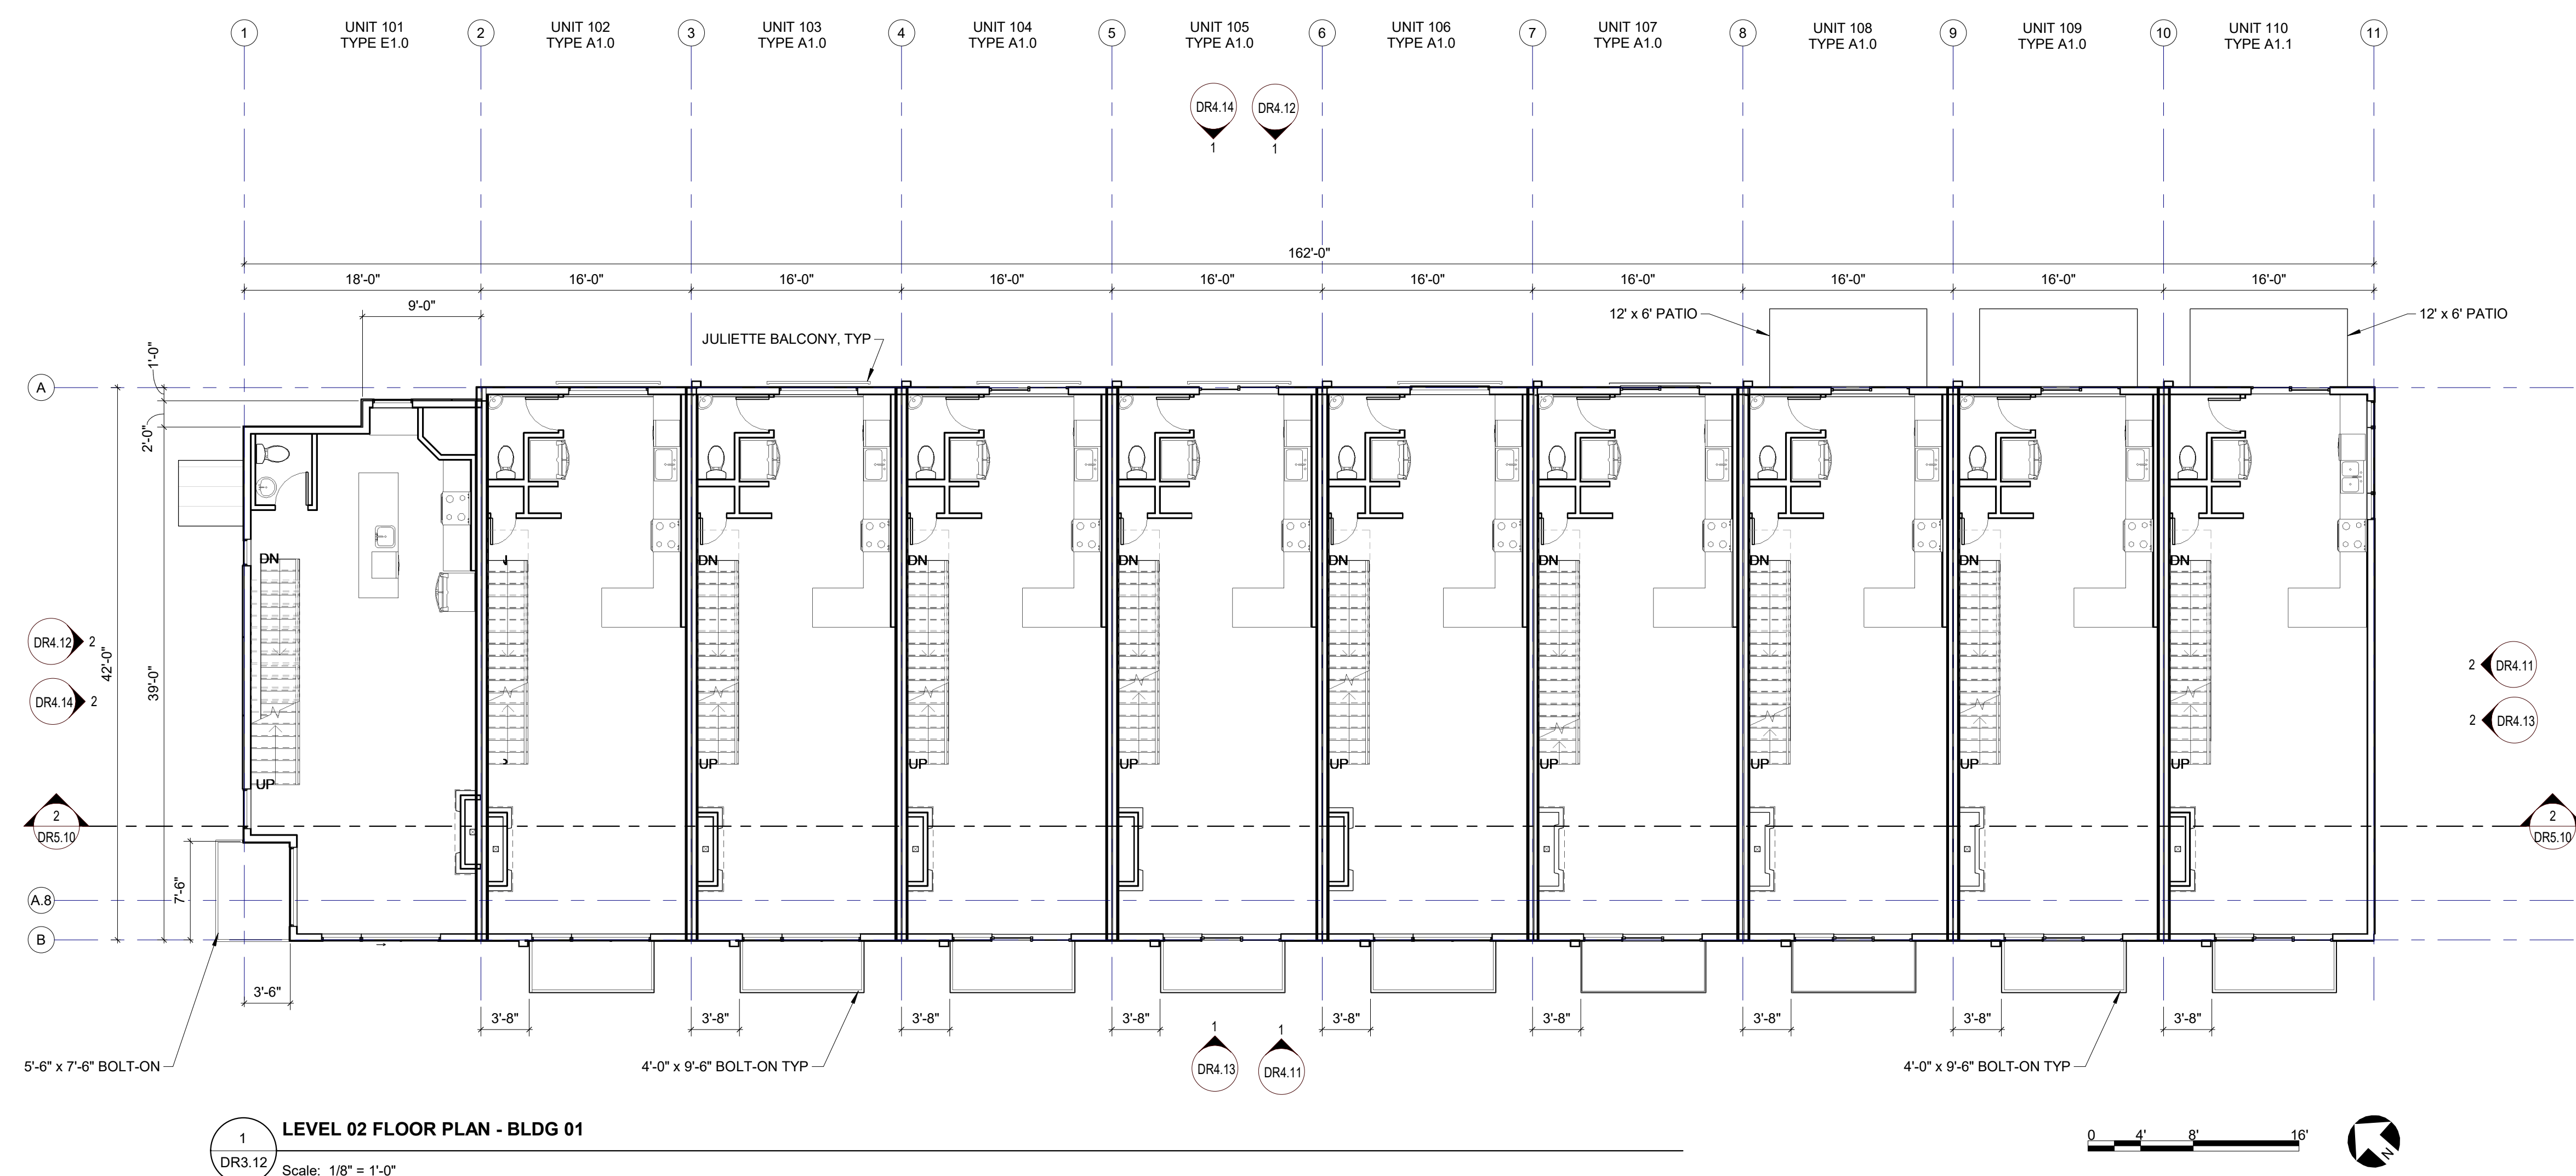 1
UNIT 101
TYPE E1.0
2
UNIT 102
TYPE A1.0
3
UNIT 103
TYPE A1.0
4
UNIT 104
TYPE A1.0
5
UNIT 105
TYPE A1.0
6
UNIT 106
TYPE A1.0
7
UNIT 107
TYPE A1.0
8
UNIT 108
TYPE A1.0
9
UNIT 109
TYPE A1.0
10
UNIT 110
TYPE A1.1
11
DR4.14
1
DR4.12
1
162'-0"
18'-0"
16'-0"
16'-0"
16'-0"
16'-0"
16'-0"
16'-0"
16'-0"
16'-0"
16'-0"
9'-0"
JULIETTE BALCONY, TYP
12' x 6' PATIO
12' x 6' PATIO
1'-0"
A
2'-0"
DN
DN
DN
DN
DN
DN
DN
DN
DN
DR4.12
2
42'-0"
39'-0"
DR4.14
2
2
DR4.11
2
DR4.13
UP
UP
UP
UP
UP
UP
UP
UP
UP
2
DR5.10
2
DR5.10
7'-6"
A.8
B
3'-6"
3'-8"
3'-8"
3'-8"
3'-8"
3'-8"
3'-8"
3'-8"
3'-8"
3'-8"
5'-6" x 7'-6" BOLT-ON
4'-0" x 9'-6" BOLT-ON TYP
1
DR4.13
1
DR4.11
4'-0" x 9'-6" BOLT-ON TYP
1
DR3.12
LEVEL 02 FLOOR PLAN - BLDG 01
Scale: 1/8" = 1'-0"
0
4'
8'
16'
N